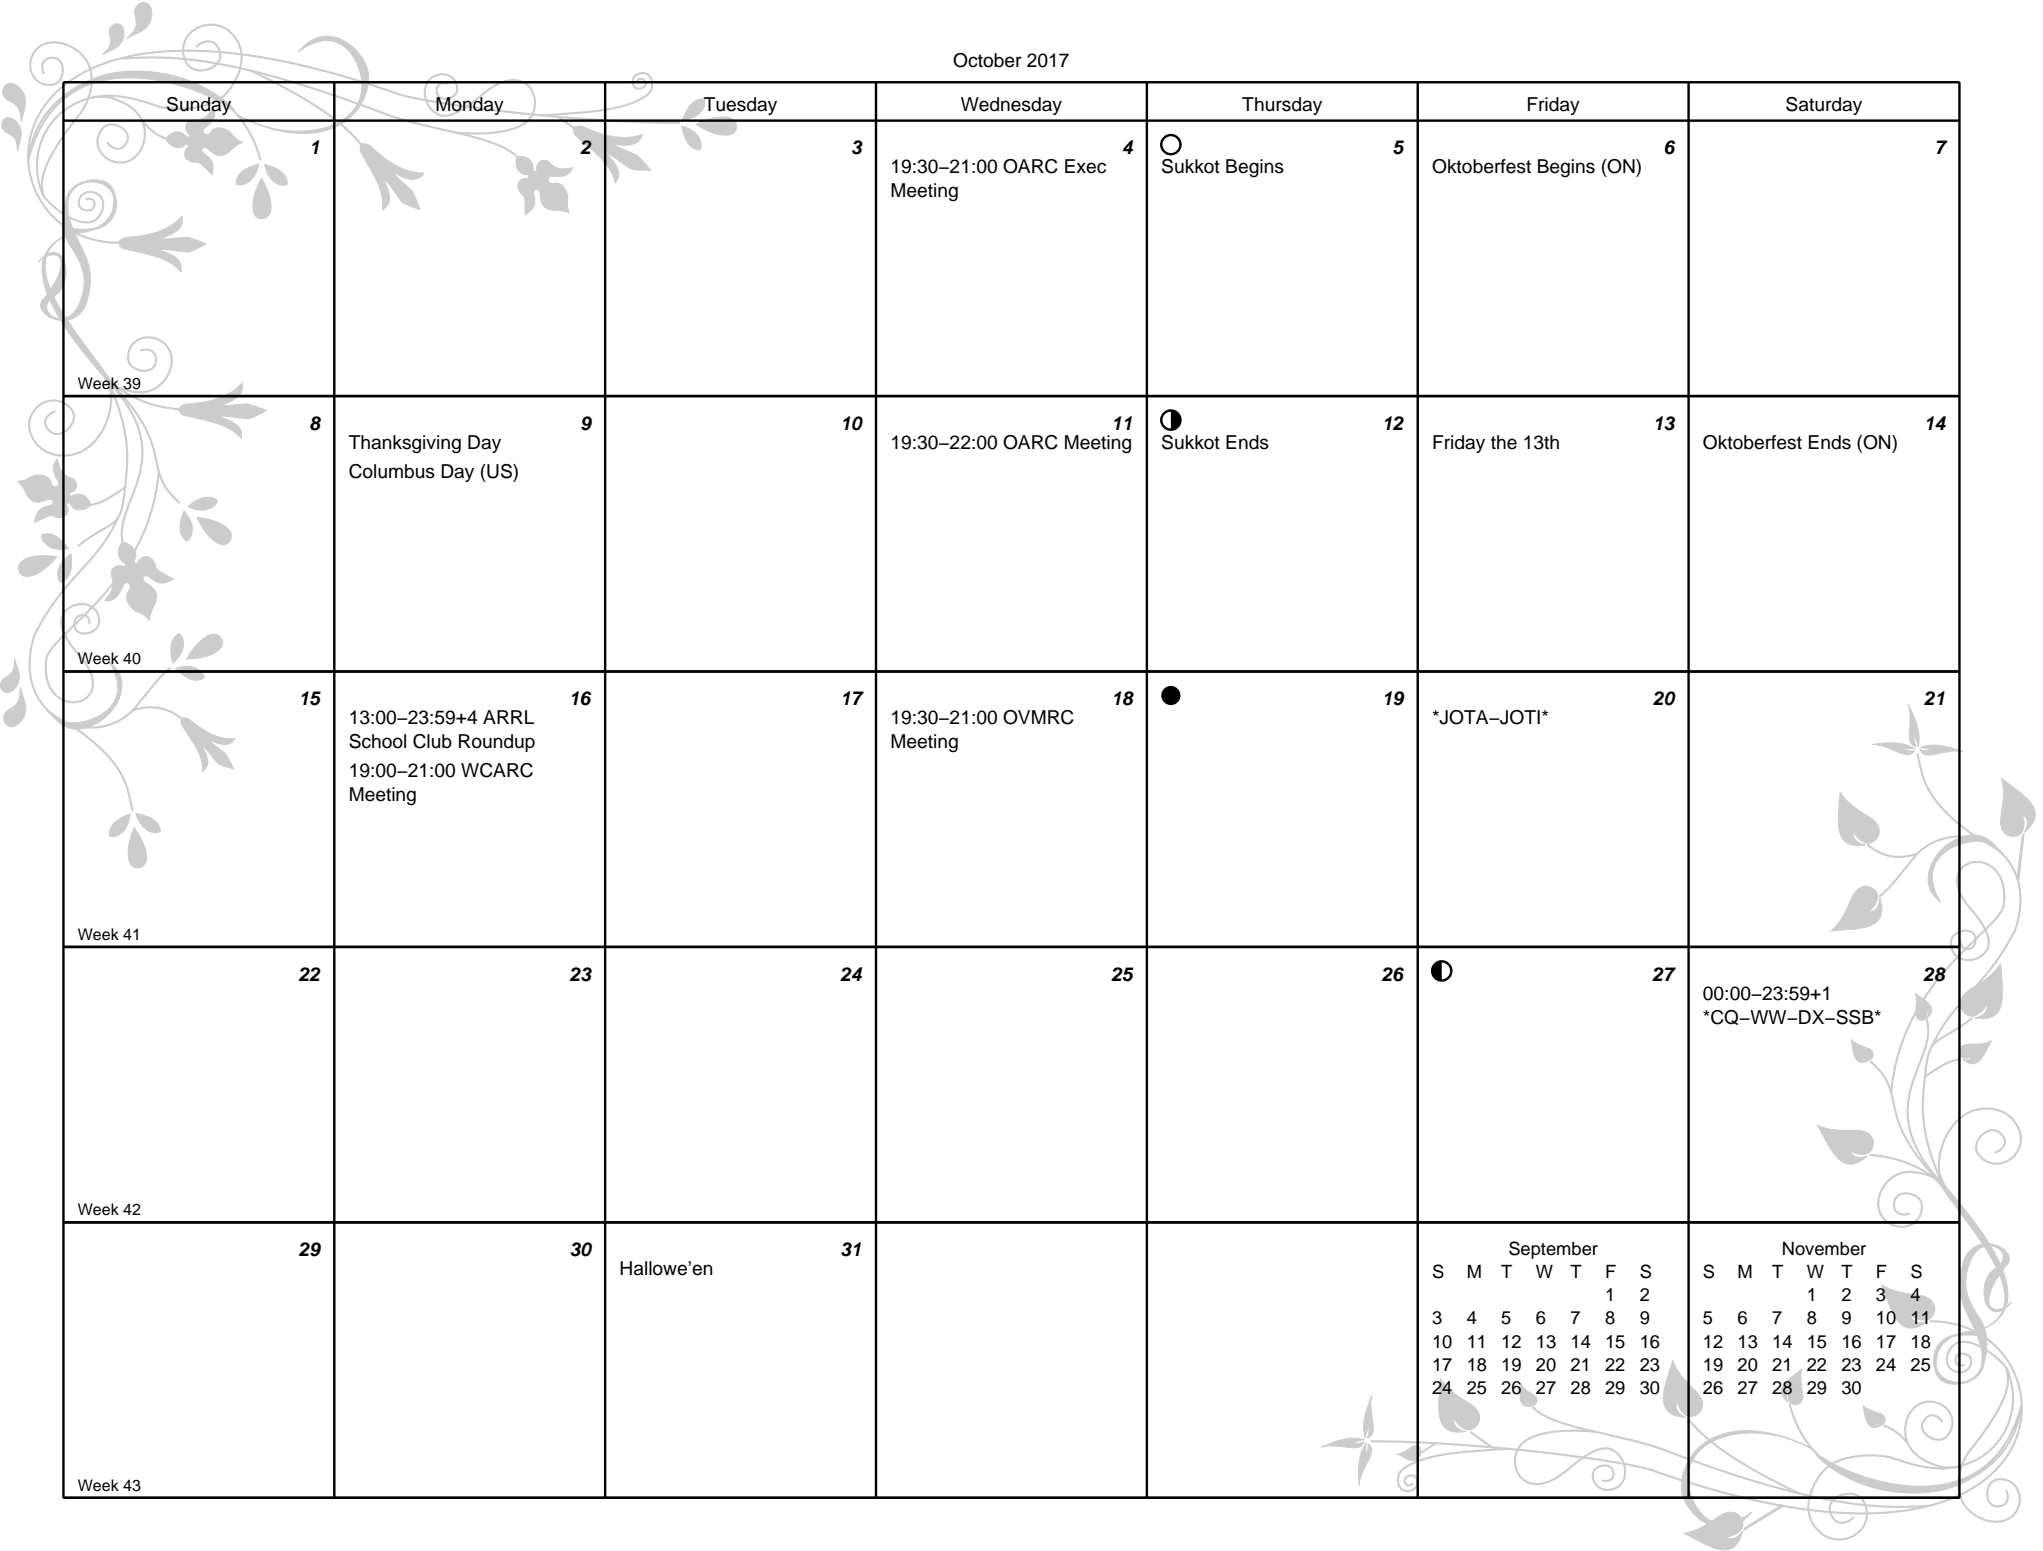 October 2017
Sunday Monday Tuesday Wednesday Thursday Friday Saturday
1
Week 39
2
3
4
19:30–21:00 OARC Exec
Meeting
5
Sukkot Begins
6
Oktoberfest Begins (ON)
7
8
Week 40
9
Thanksgiving Day
Columbus Day (US)
10
11
19:30–22:00 OARC Meeting
12
Sukkot Ends
13
Friday the 13th
14
Oktoberfest Ends (ON)
15
Week 41
16
13:00–23:59+4 ARRL
School Club Roundup
19:00–21:00 WCARC
Meeting
17
18
19:30–21:00 OVMRC
Meeting
19
20
*JOTA–JOTI*
21
22
Week 42
23
24
25
26
27
28
00:00–23:59+1
*CQ–WW–DX–SSB*
29
Week 43
30
31
Hallowe'en
September
S M T W T F S
1 2
3 4 5 6 7 8 9
10 11 12 13 14 15 16
17 18 19 20 21 22 23
24 25 26 27 28 29 30
November
S M T W T F S
1 2 3 4
5 6 7 8 9 10 11
12 13 14 15 16 17 18
19 20 21 22 23 24 25
26 27 28 29 30